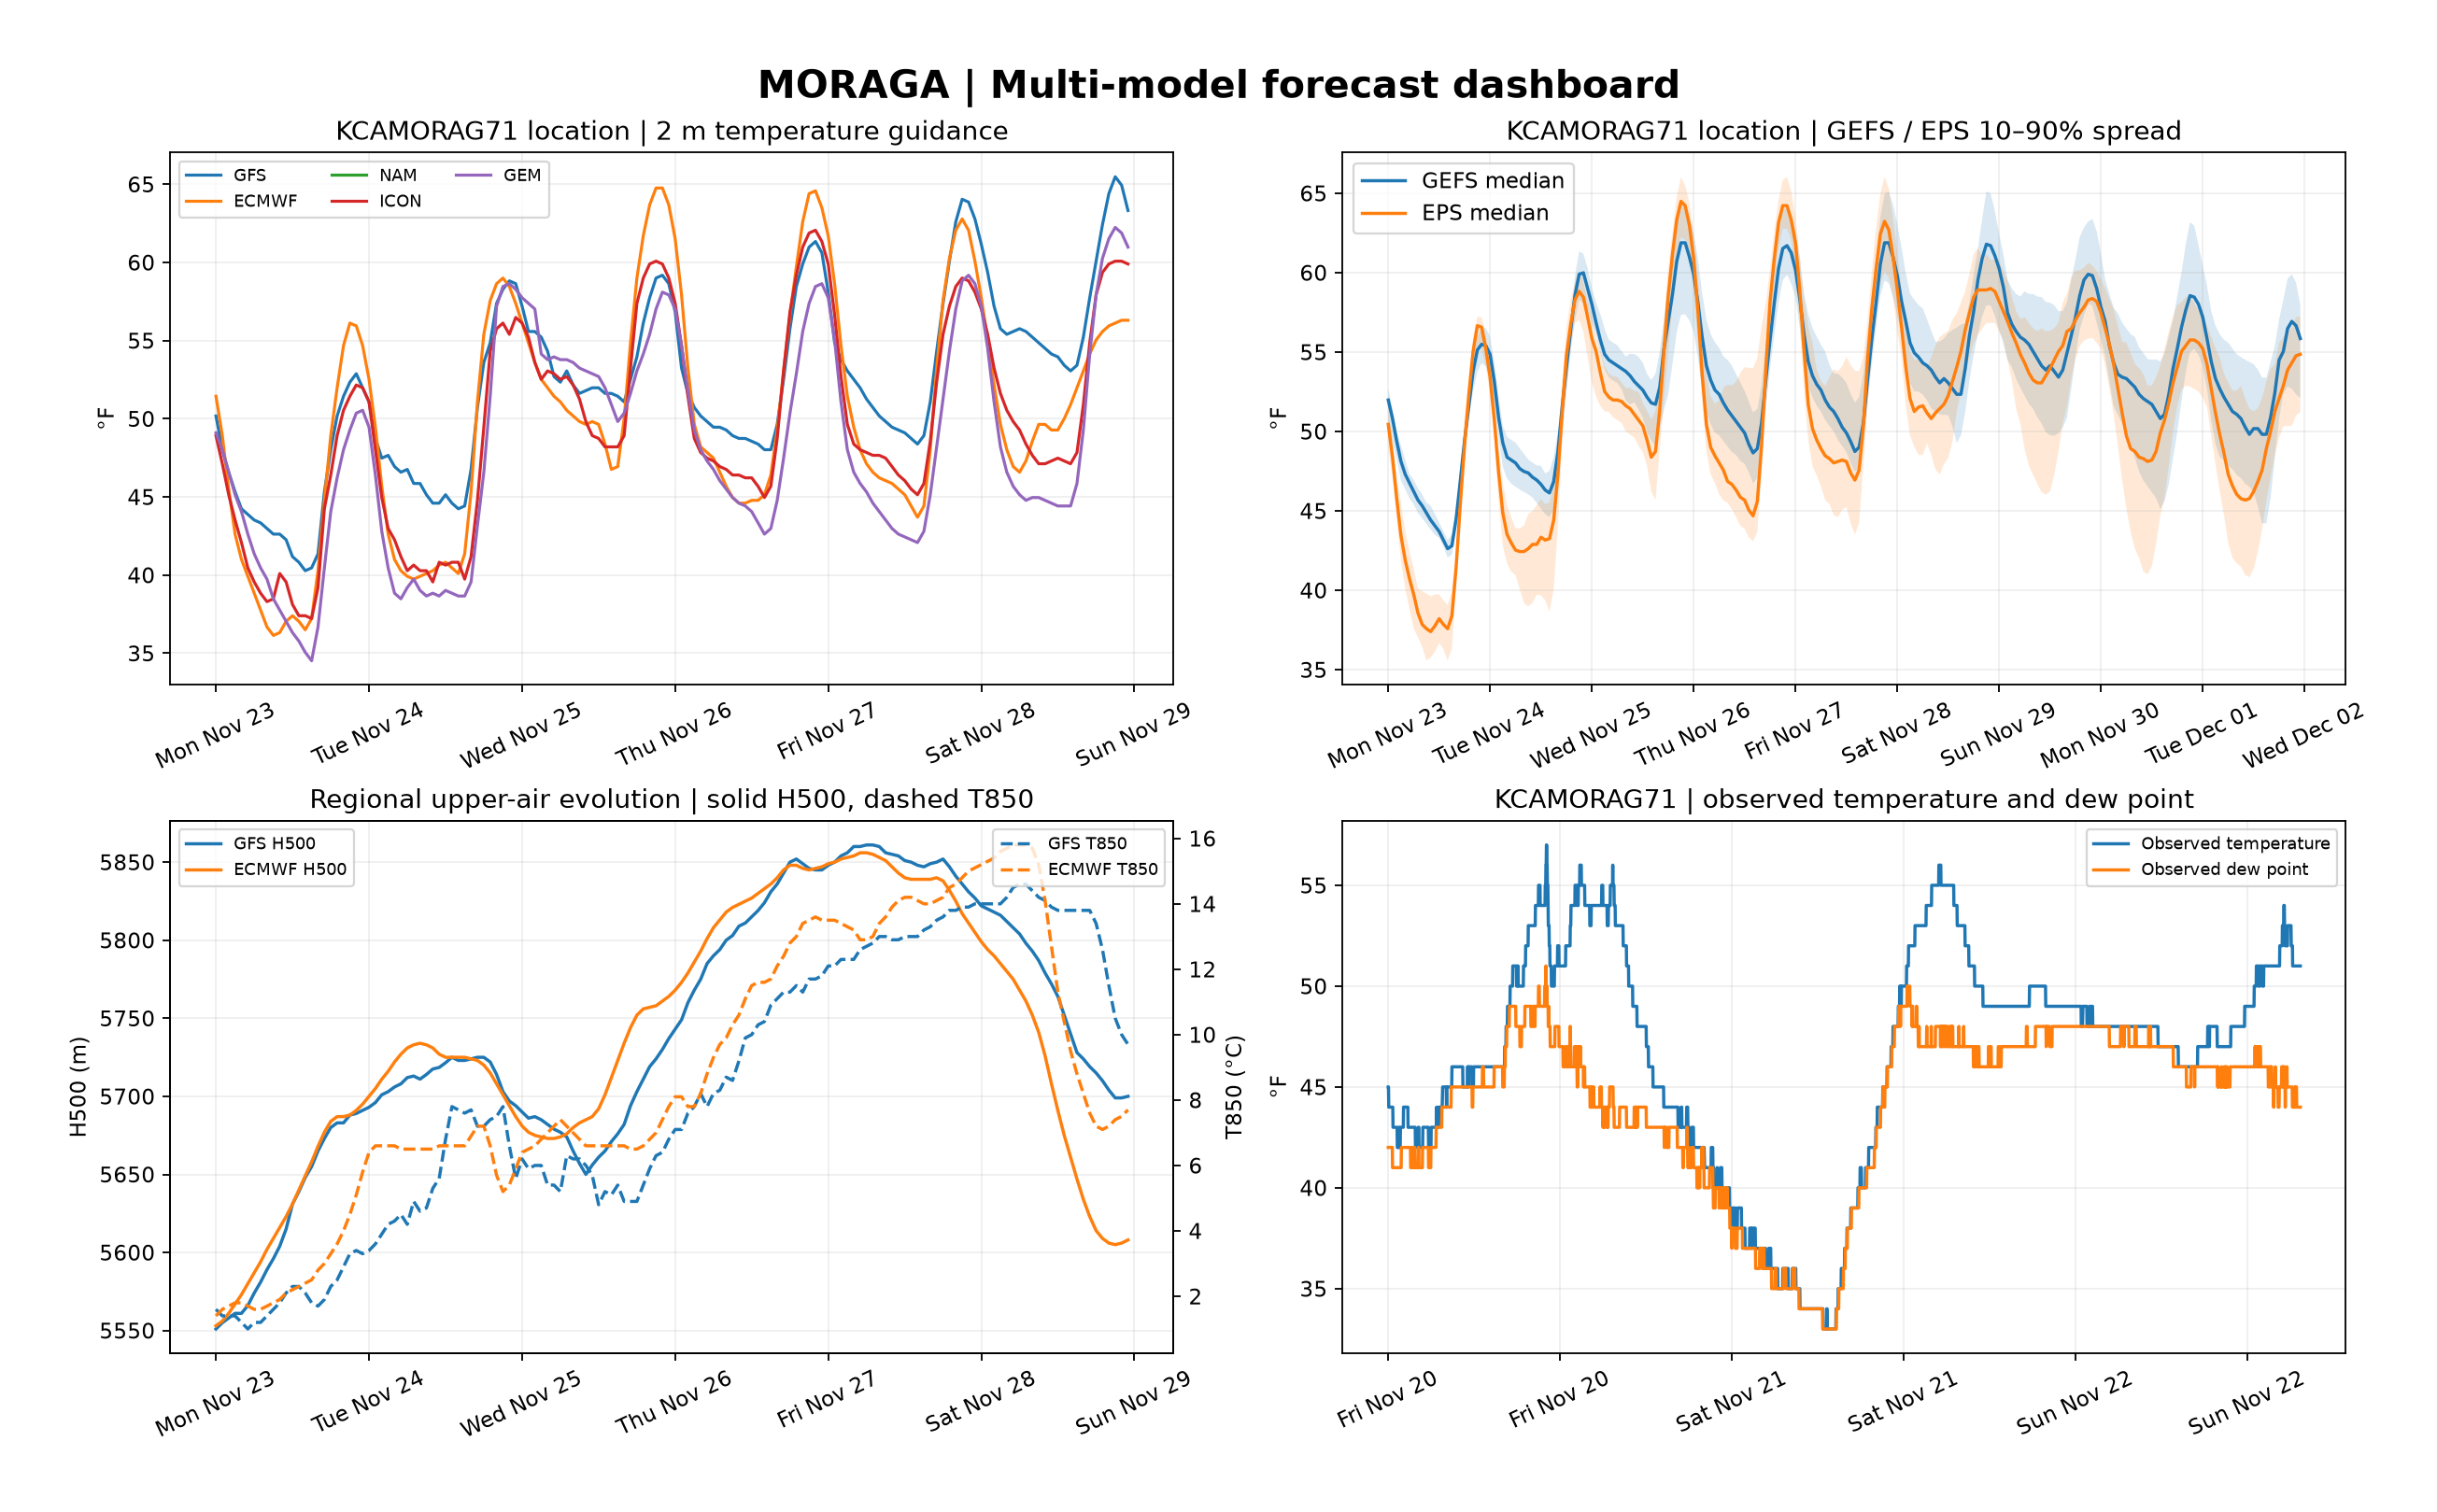 MORAGA | Multi-model forecast dashboard
KCAMORAG71 location | 2 m temperature guidance
GFS
ECMWF
NAM
ICON
GEM
°F
65
60
55
50
45
40
35
Mon Nov 23
Tue Nov 24
Wed Nov 25
Thu Nov 26
Fri Nov 27
Sat Nov 28
Sun Nov 29
KCAMORAG71 location | GEFS / EPS 10–90% spread
GEFS median
EPS median
°F
65
60
55
50
45
40
35
Mon Nov 23
Tue Nov 24
Wed Nov 25
Thu Nov 26
Fri Nov 27
Sat Nov 28
Sun Nov 29
Mon Nov 30
Tue Dec 01
Wed Dec 02
Regional upper-air evolution | solid H500, dashed T850
GFS H500
ECMWF H500
GFS T850
ECMWF T850
H500 (m)
5850
5800
5750
5700
5650
5600
5550
T850 (°C)
16
14
12
10
8
6
4
2
Mon Nov 23
Tue Nov 24
Wed Nov 25
Thu Nov 26
Fri Nov 27
Sat Nov 28
Sun Nov 29
KCAMORAG71 | observed temperature and dew point
Observed temperature
Observed dew point
°F
55
50
45
40
35
Fri Nov 20
Fri Nov 20
Sat Nov 21
Sat Nov 21
Sun Nov 22
Sun Nov 22